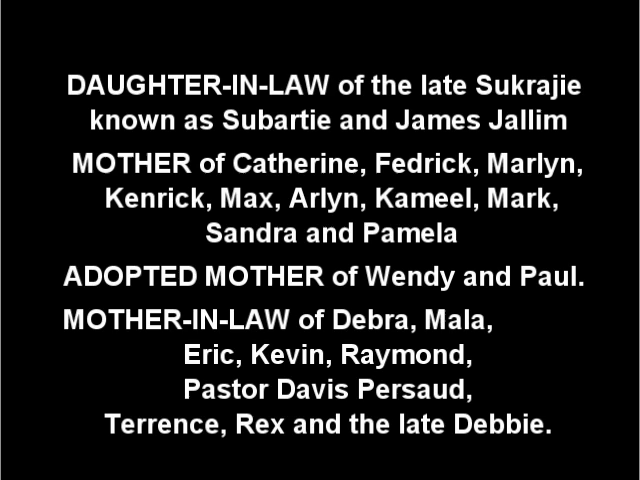 DAUGHTER-IN-LAW of the late Sukrajie
known as Subartie and James Jallim
MOTHER of Catherine, Fedrick, Marlyn,
Kenrick, Max, Arlyn, Kameel, Mark,
Sandra and Pamela
ADOPTED MOTHER of Wendy and Paul.
MOTHER-IN-LAW of Debra, Mala,
Eric, Kevin, Raymond,
Pastor Davis Persaud,
Terrence, Rex and the late Debbie.